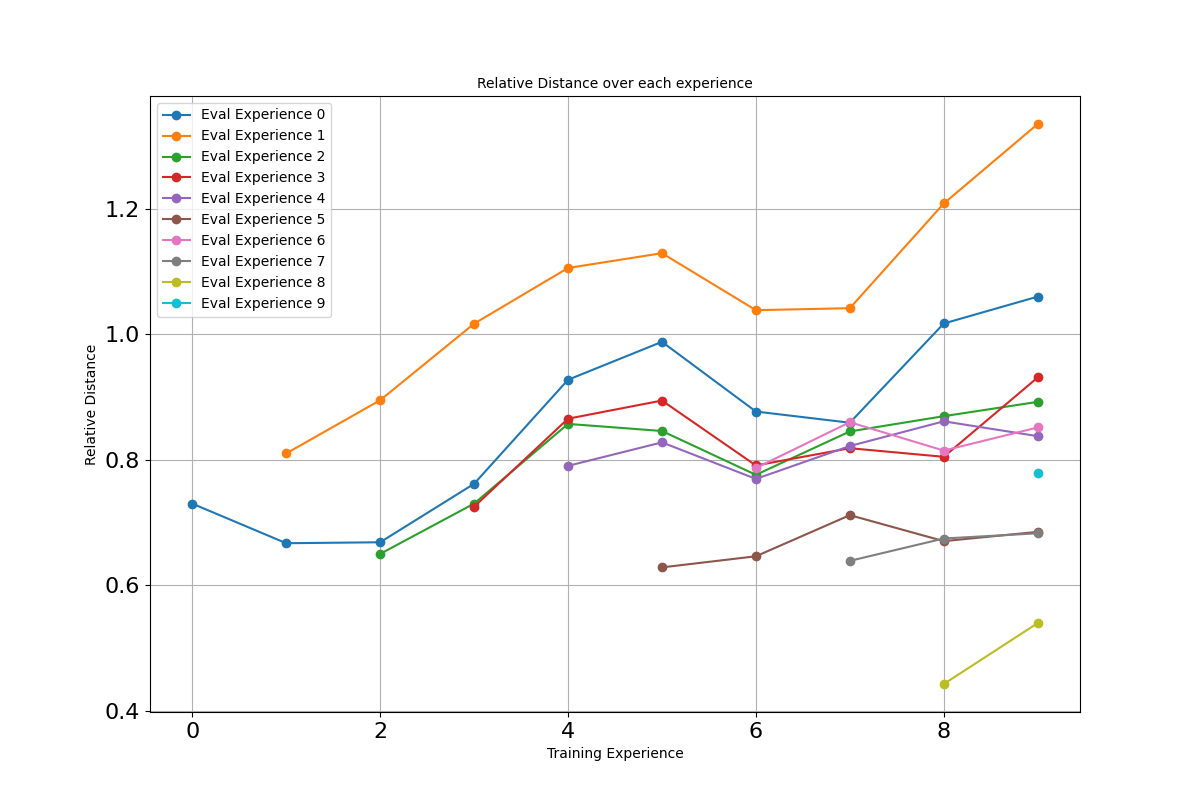 Relative Distance over each experience
Eval Experience 0
Eval Experience 1
Eval Experience 2
Eval Experience 3
Eval Experience 4
Eval Experience 5
Eval Experience 6
Eval Experience 7
Eval Experience 8
Eval Experience 9
1.2
1.0
0.8
0.6
0.4
Relative Distance
0 2 4 6 8
Training Experience